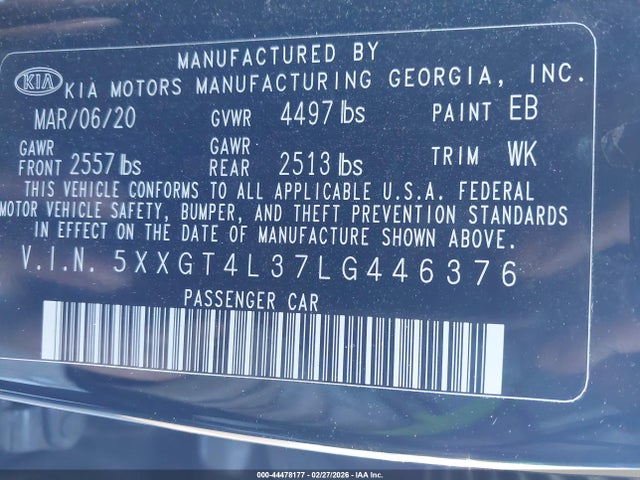 MANUFACTURED BY
KIA KIA MOTORS MANUFACTURING GEORGIA, INC.
MAR/06/20 GVWR 4497 lbs PAINT EB
GAWR FRONT 2557 lbs GAWR REAR 2513 lbs TRIM WK
THIS VEHICLE CONFORMS TO ALL APPLICABLE U.S.A. FEDERAL
MOTOR VEHICLE SAFETY, BUMPER, AND THEFT PREVENTION STANDARDS
IN EFFECT ON THE DATE OF MANUFACTURE SHOWN ABOVE.
V.I.N. 5XXGT4L37LG446376
PASSENGER CAR
000-44478177 - 02/27/2026 - IAA Inc.